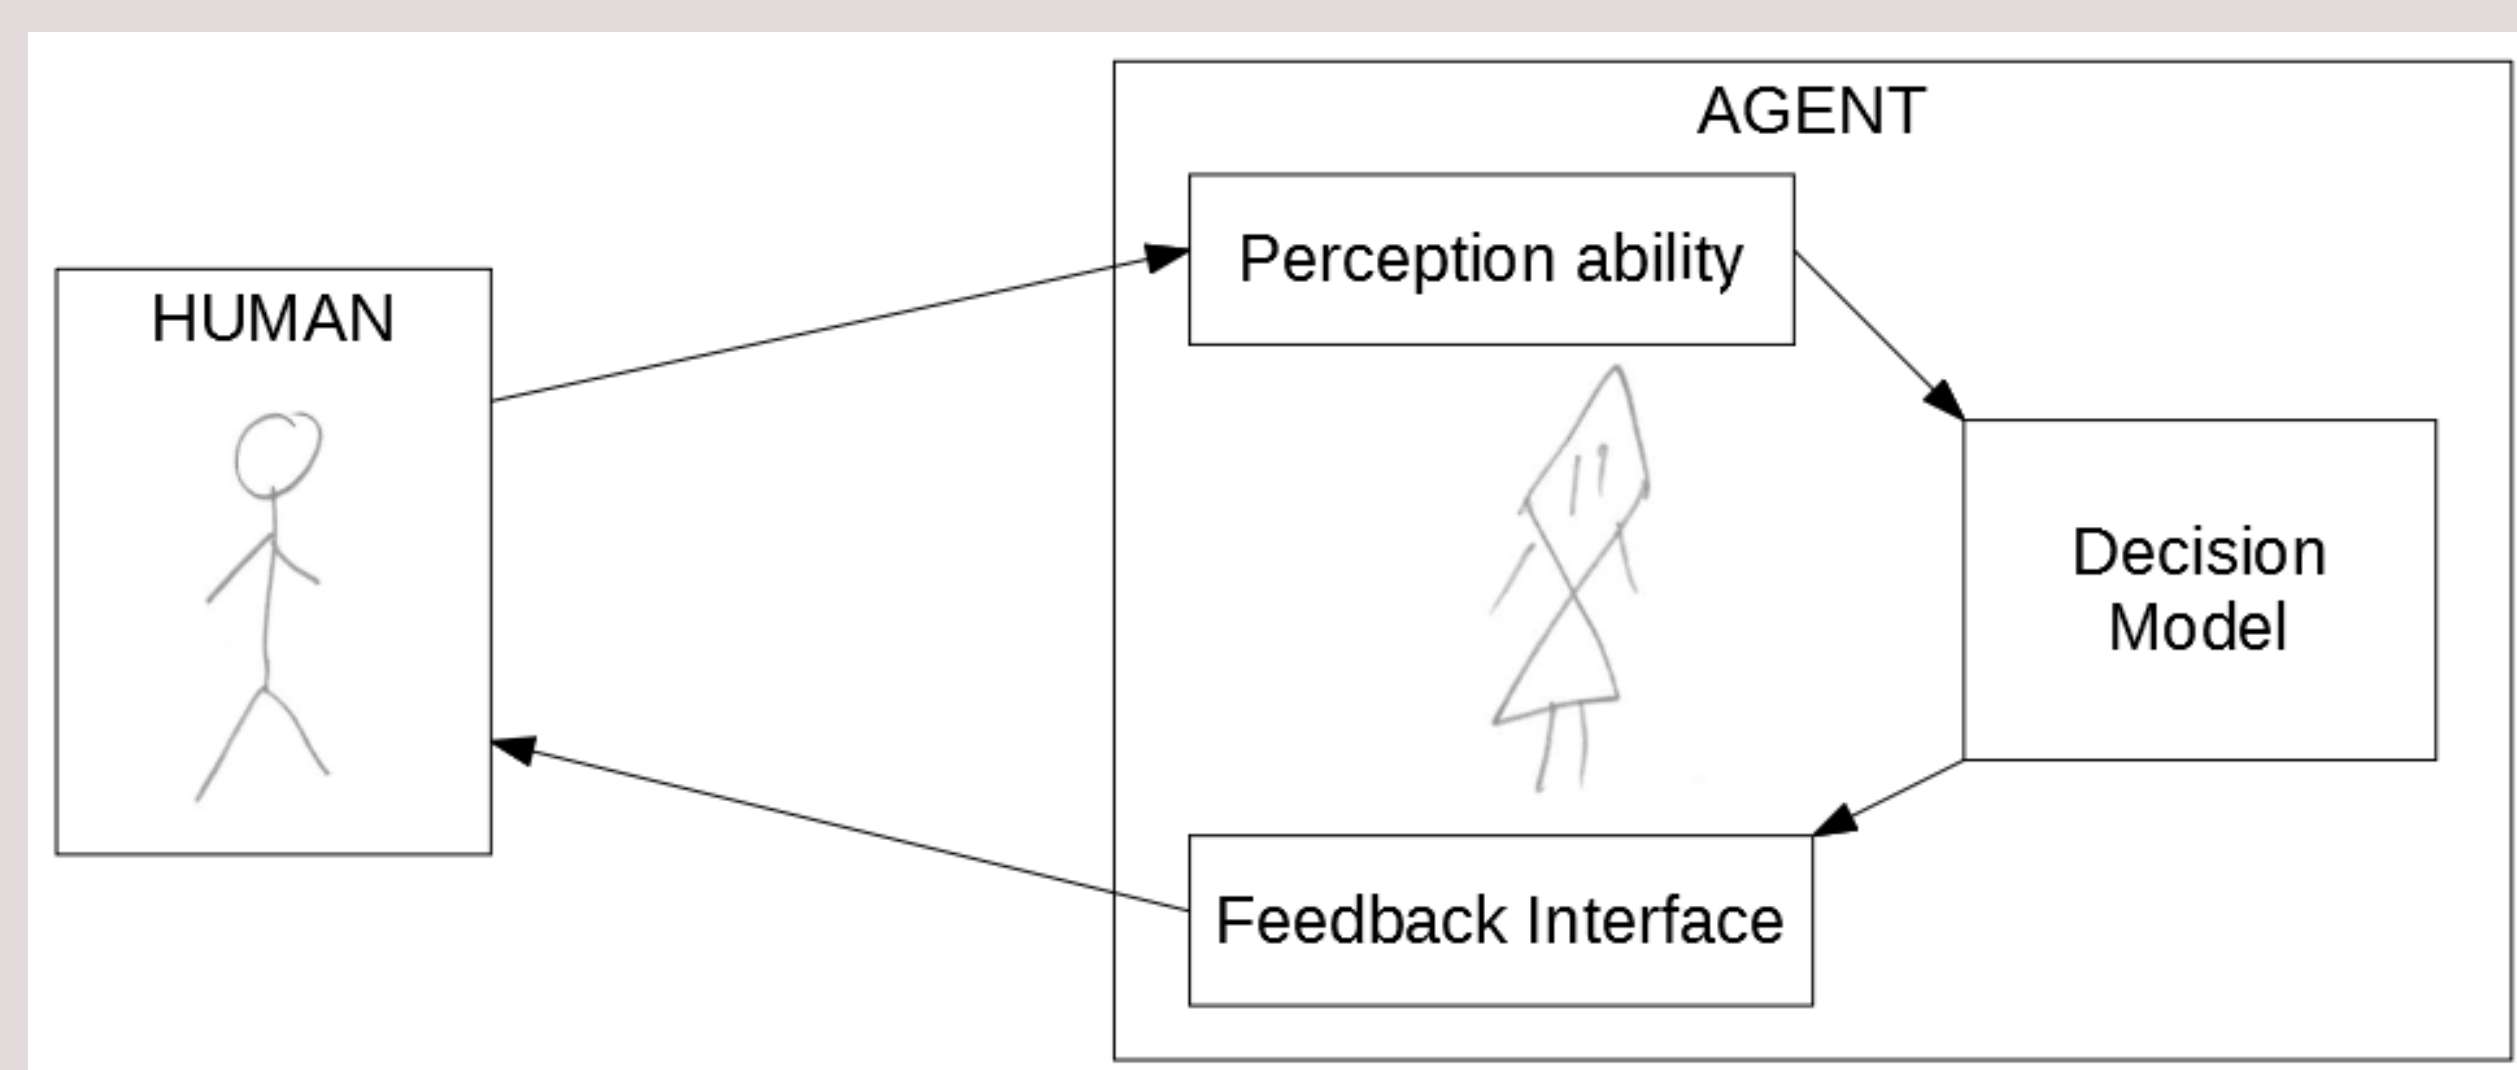 AGENT
Perception ability
HUMAN
Decision
Model
Feedback Interface